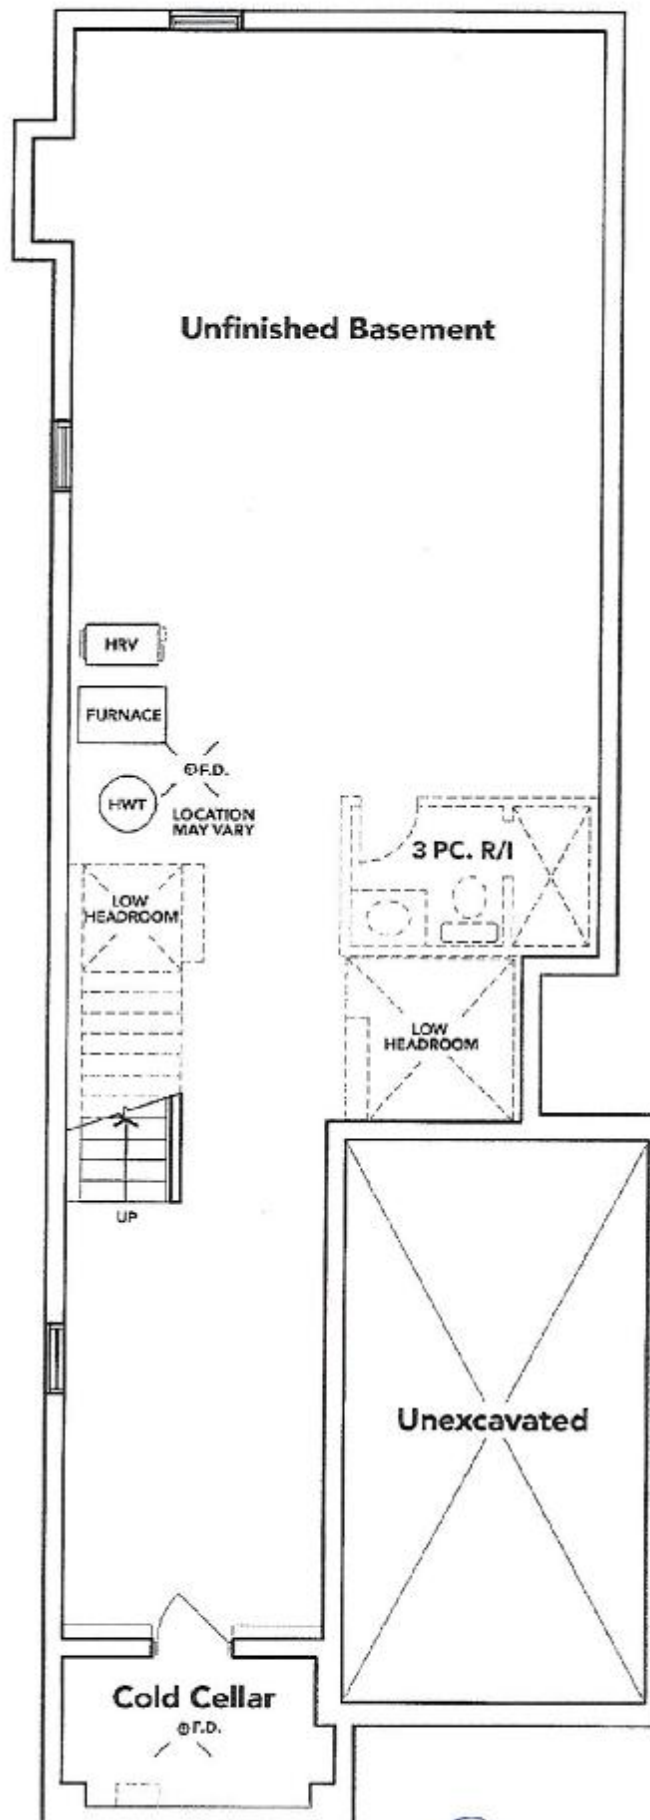 Unfinished Basement
HRV
FURNACE
F.D.
HWT
LOCATION
MAY VARY
3 PC. R/I
LOW
HEADROOM
LOW
HEADROOM
UP
Unexcavated
Cold Cellar
F.D.